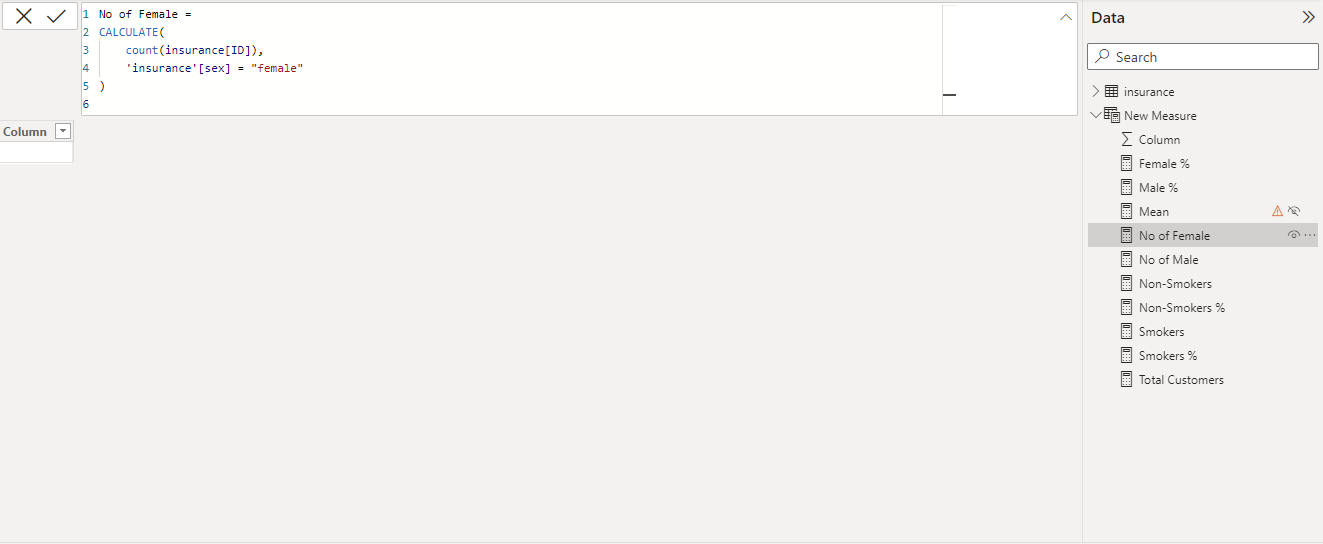 1 No of Female =
2 CALCULATE(
3 count(insurance[ID]),
4 'insurance'[sex] = "female"
5 )
6
Column
Data
Search
insurance
New Measure
Column
Female %
Male %
Mean
No of Female
No of Male
Non-Smokers
Non-Smokers %
Smokers
Smokers %
Total Customers